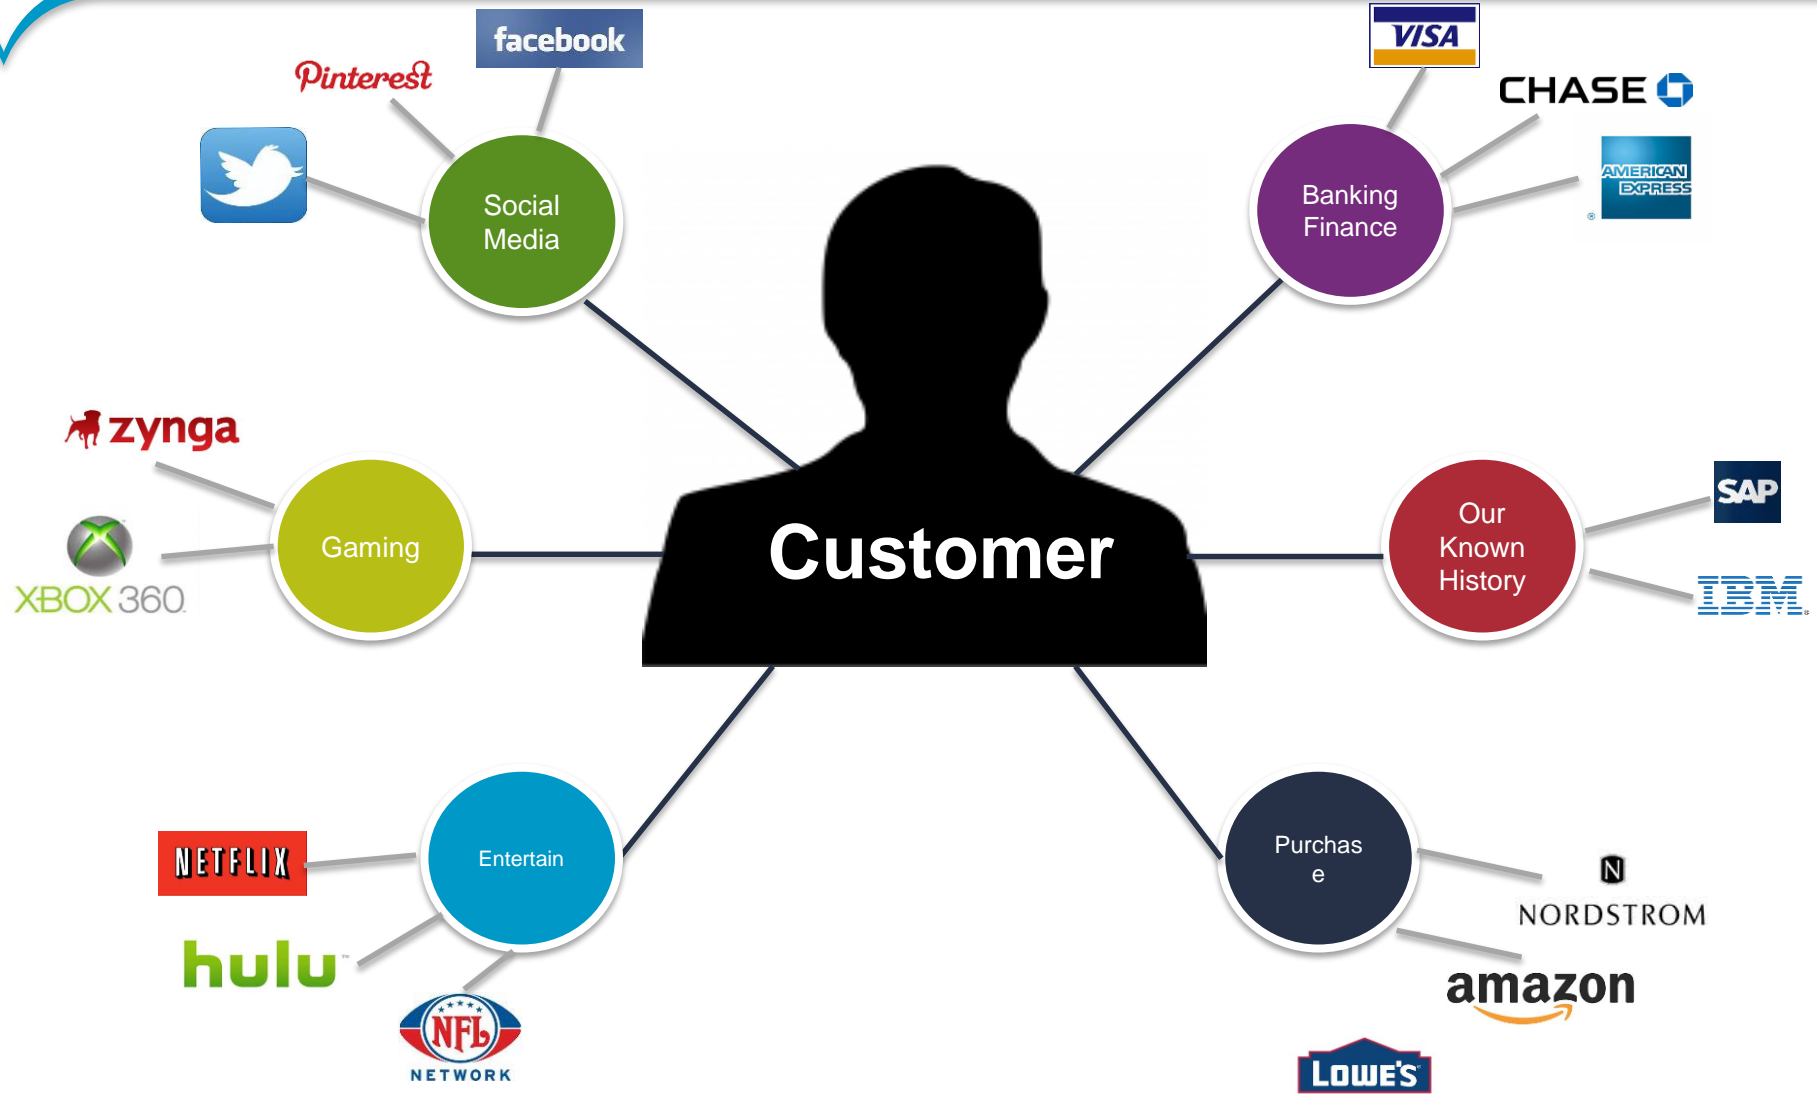 facebook
Pinterest
Social
Media
VISA
CHASE
AMERICAN
EXPRESS
®
Banking
Finance
zynga
XBOX 360
Gaming
Customer
Our
Known
History
SAP
IBM
®
NETFLIX
hulu
™
Entertain
NFL
NETWORK
Purchas
e
N
NORDSTROM
amazon
LOWE'S